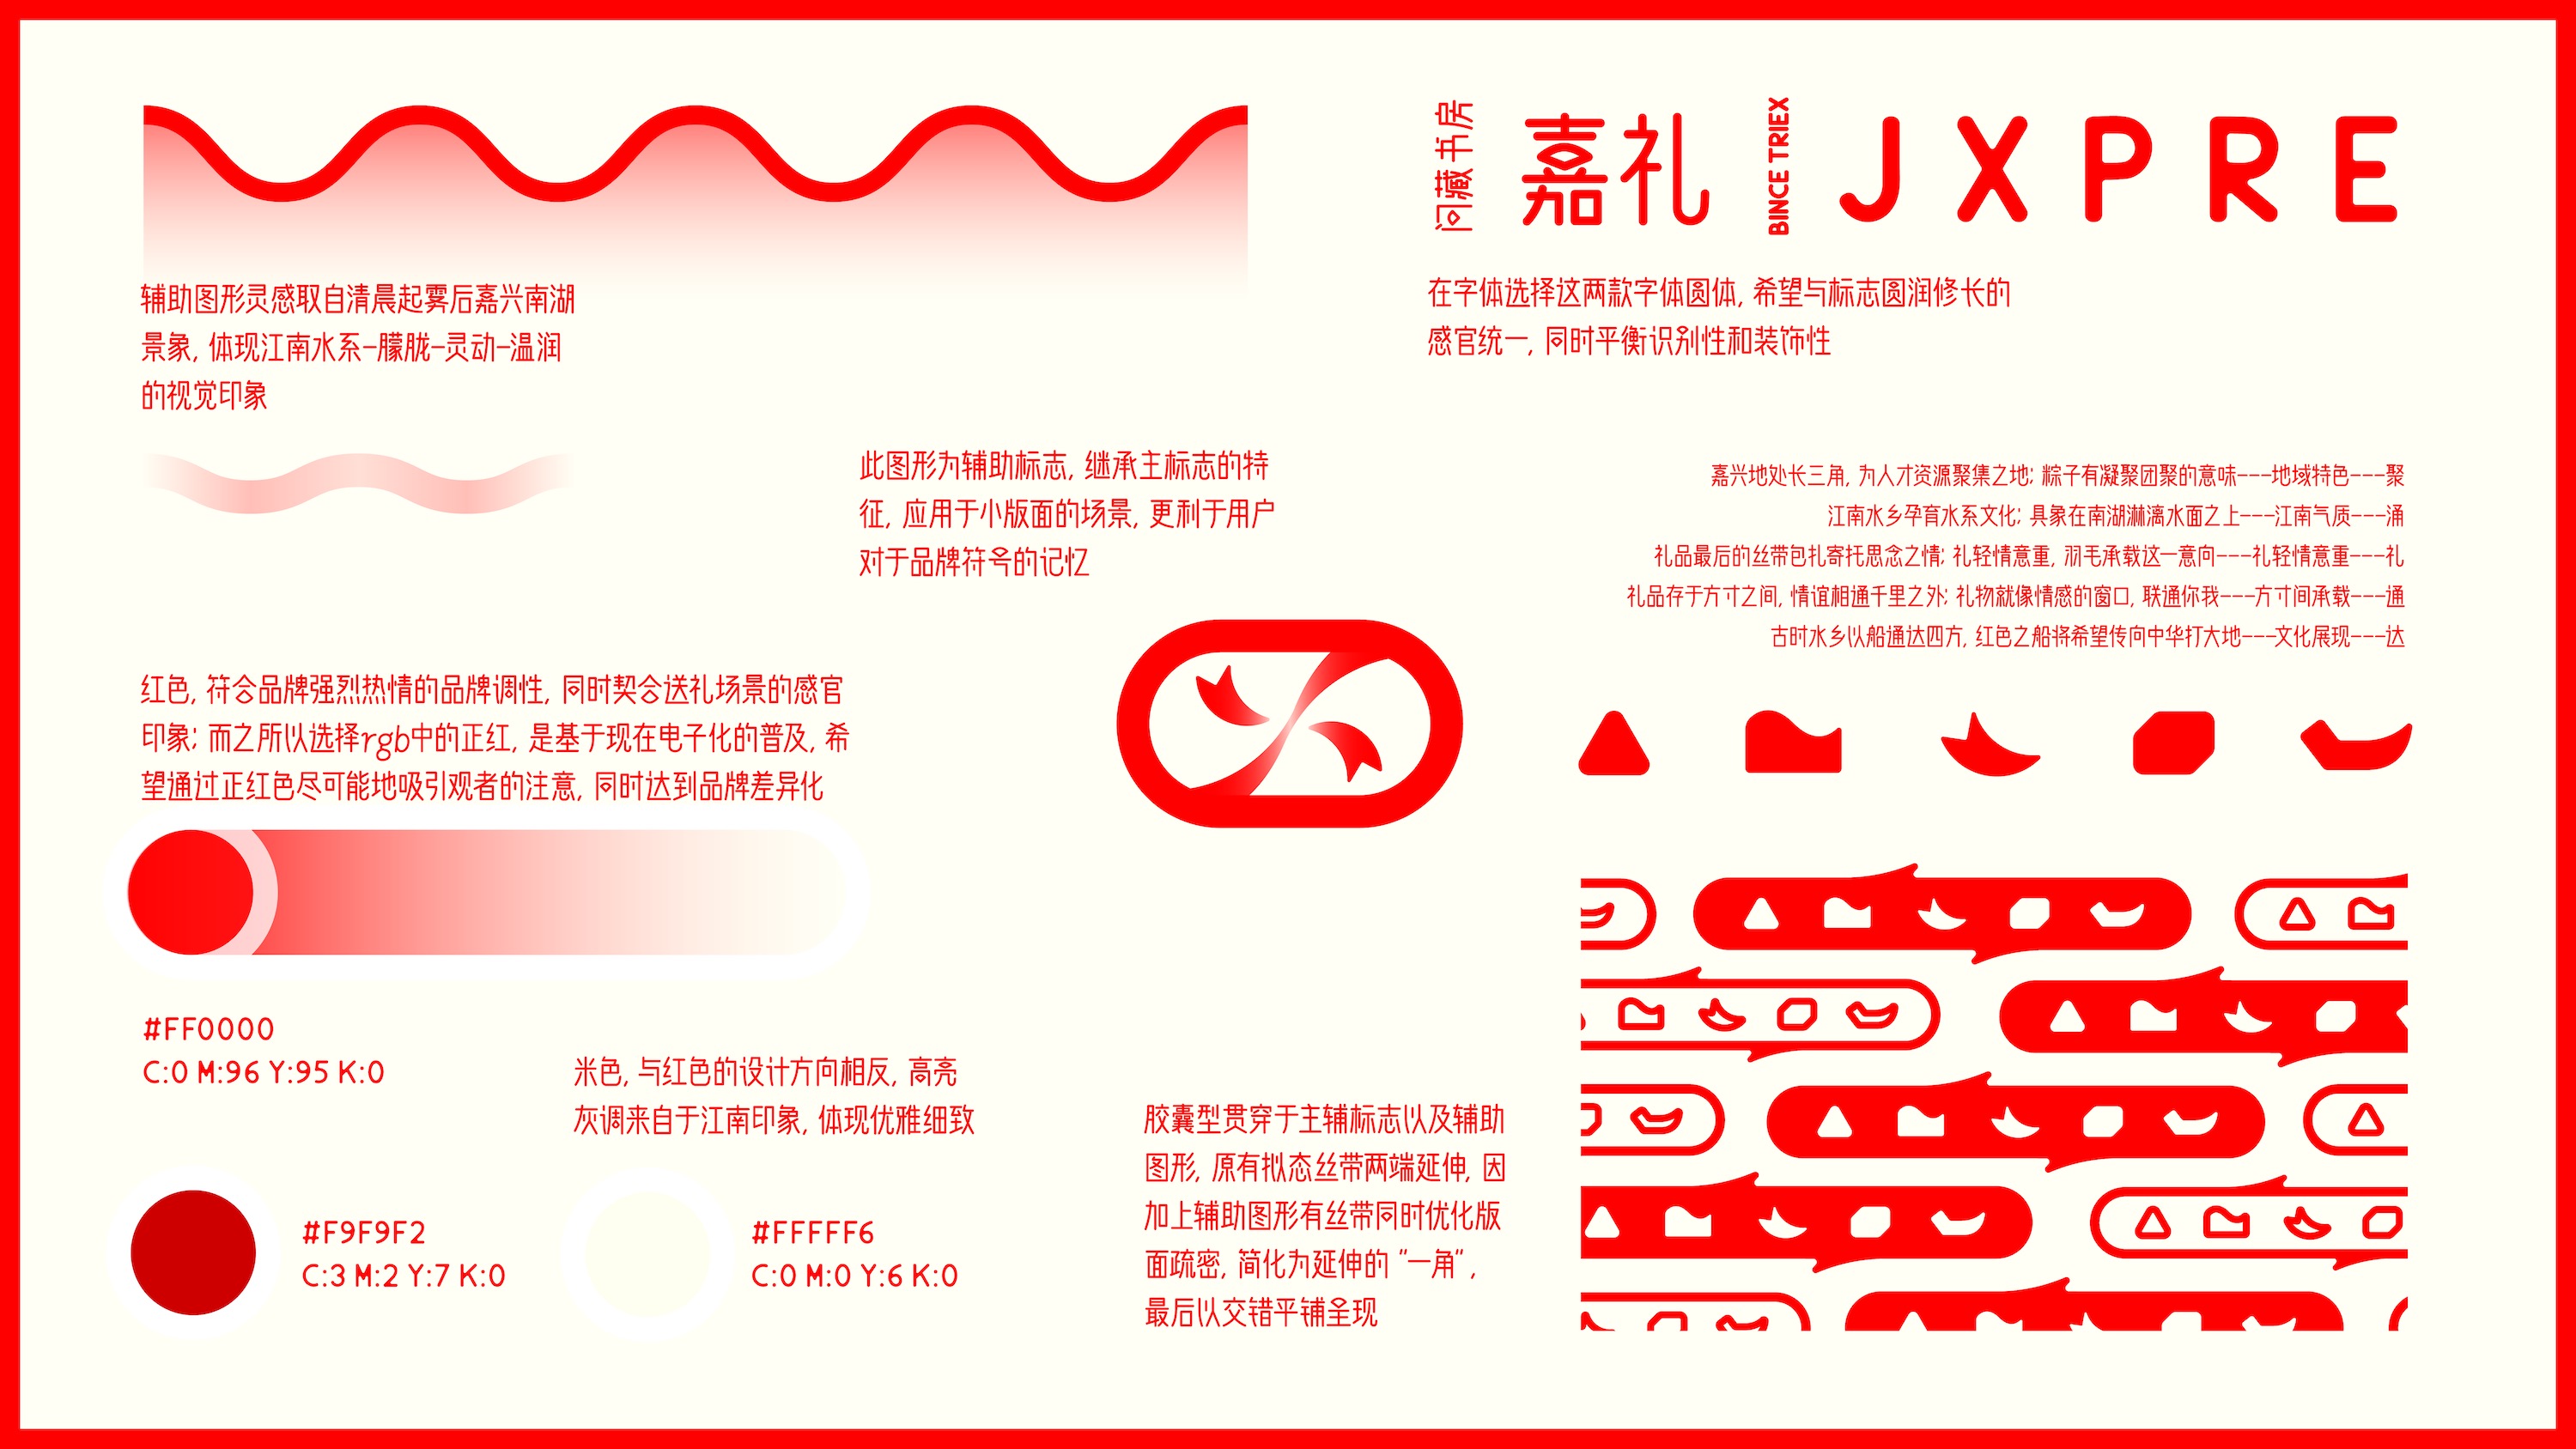 辅助图形灵感取自清晨起雾后嘉兴南湖
景象, 体现江南水系-朦胧-灵动-温润
的视觉印象
问藏书房
嘉礼
BINCE TRIEX
JXPRE
在字体选择这两款字体圆体, 希望与标志圆润修长的
感官统一, 同时平衡识别性和装饰性
此图形为辅助标志, 继承主标志的特
征, 应用于小版面的场景, 更利于用户
对于品牌符号的记忆
嘉兴地处长三角, 为人才资源聚集之地; 粽子有凝聚团聚的意味---地域特色---聚
江南水乡孕育水系文化; 具象在南湖淋漓水面之上---江南气质---涌
礼品最后的丝带包扎寄托思念之情; 礼轻情意重, 羽毛承载这一意向---礼轻情意重---礼
礼品存于方寸之间, 情谊相通千里之外; 礼物就像情感的窗口, 联通你我---方寸间承载---通
古时水乡以船通达四方, 红色之船将希望传向中华打大地---文化展现---达
红色, 符合品牌强烈热情的品牌调性, 同时契合送礼场景的感官
印象; 而之所以选择rgb中的正红, 是基于现在电子化的普及, 希
望通过正红色尽可能地吸引观者的注意, 同时达到品牌差异化
#FF0000
C:0 M:96 Y:95 K:0
米色, 与红色的设计方向相反, 高亮
灰调来自于江南印象, 体现优雅细致
#F9F9F2
C:3 M:2 Y:7 K:0
#FFFFF6
C:0 M:0 Y:6 K:0
胶囊型贯穿于主辅标志以及辅助
图形, 原有拟态丝带两端延伸, 因
加上辅助图形有丝带同时优化版
面疏密, 简化为延伸的“一角”,
最后以交错平铺呈现